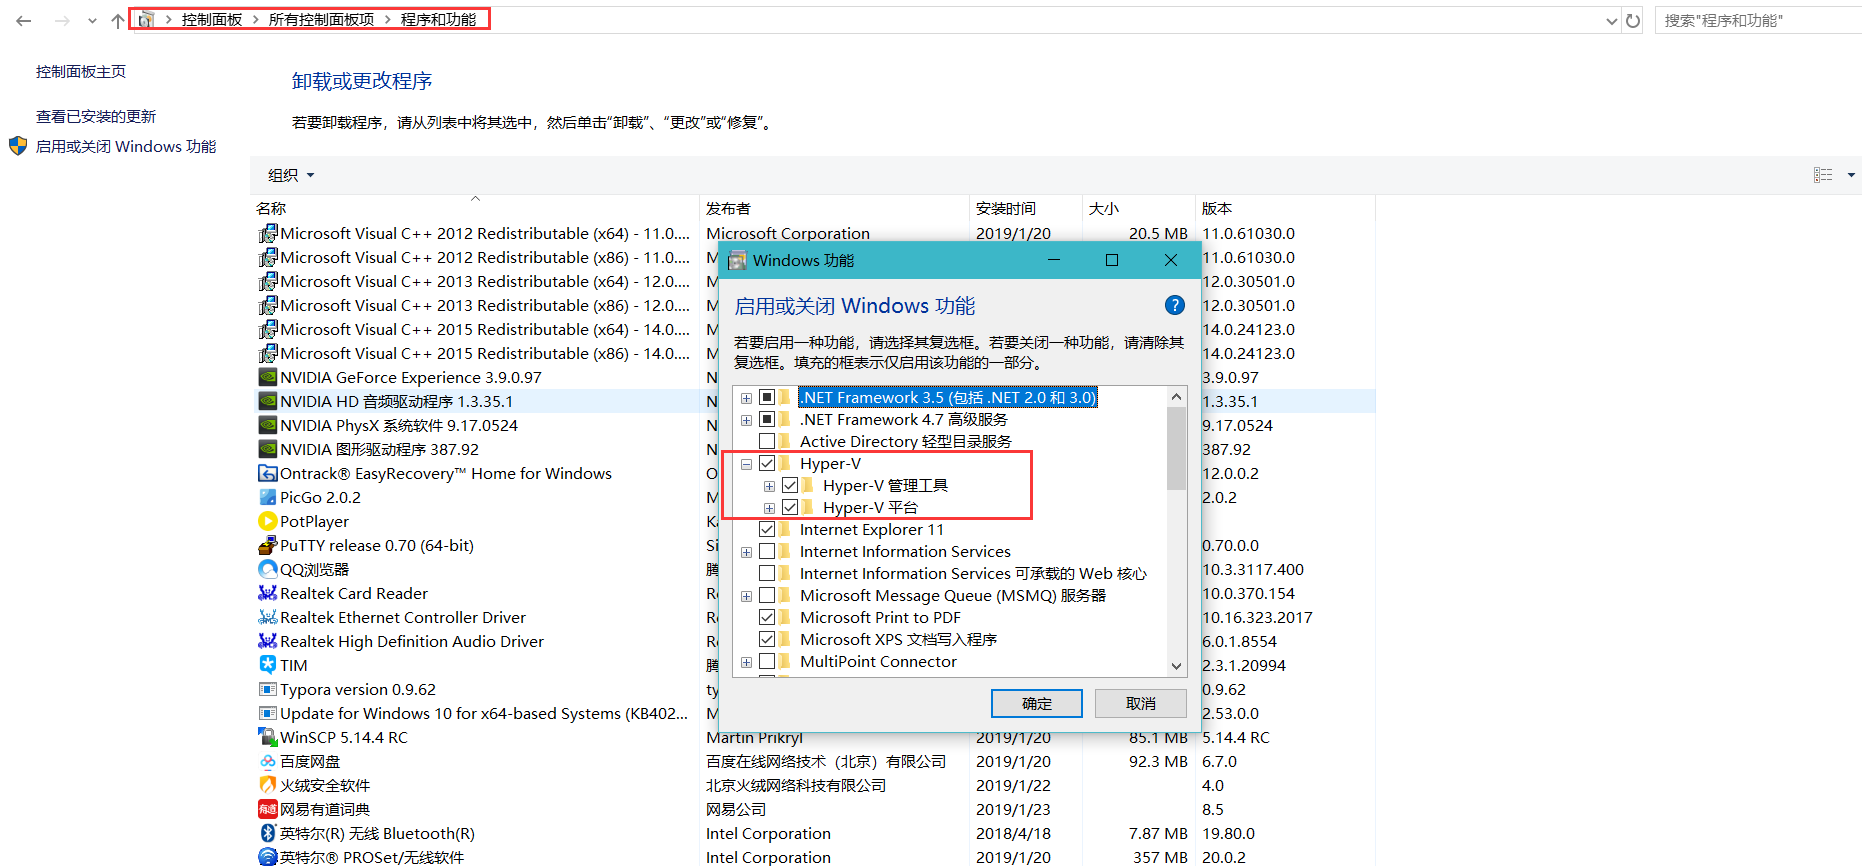 控制面板 › 所有控制面板项 › 程序和功能
搜索"程序和功能"
控制面板主页
查看已安装的更新
启用或关闭 Windows 功能
卸载或更改程序
若要卸载程序，请从列表中将其选中，然后单击“卸载”、“更改”或“修复”。
组织
名称 发布者 安装时间 大小 版本
Microsoft Visual C++ 2012 Redistributable (x64) - 11.0.... Microsoft Corporation 2019/1/20 20.5 MB 11.0.61030.0
Microsoft Visual C++ 2012 Redistributable (x86) - 11.0.... 11.0.61030.0
Microsoft Visual C++ 2013 Redistributable (x64) - 12.0.... 12.0.30501.0
Microsoft Visual C++ 2013 Redistributable (x86) - 12.0.... 12.0.30501.0
Microsoft Visual C++ 2015 Redistributable (x64) - 14.0.... 14.0.24123.0
Microsoft Visual C++ 2015 Redistributable (x86) - 14.0.... 14.0.24123.0
NVIDIA GeForce Experience 3.9.0.97 3.9.0.97
NVIDIA HD 音频驱动程序 1.3.35.1 1.3.35.1
NVIDIA PhysX 系统软件 9.17.0524 9.17.0524
NVIDIA 图形驱动程序 387.92 387.92
Ontrack® EasyRecovery™ Home for Windows 12.0.0.2
PicGo 2.0.2 2.0.2
PotPlayer
PuTTY release 0.70 (64-bit) 0.70.0.0
QQ浏览器 10.3.3117.400
Realtek Card Reader 10.0.370.154
Realtek Ethernet Controller Driver 10.16.323.2017
Realtek High Definition Audio Driver 6.0.1.8554
TIM 2.3.1.20994
Typora version 0.9.62 0.9.62
Update for Windows 10 for x64-based Systems (KB402... 2.53.0.0
WinSCP 5.14.4 RC Martin Prikryl 2019/1/20 85.1 MB 5.14.4 RC
百度网盘 百度在线网络技术（北京）有限公司 2019/1/20 92.3 MB 6.7.0
火绒安全软件 北京火绒网络科技有限公司 2019/1/22 4.0
网易有道词典 网易公司 2019/1/23 8.5
英特尔(R) 无线 Bluetooth(R) Intel Corporation 2018/4/18 7.87 MB 19.80.0
英特尔® PROSet/无线软件 Intel Corporation 2019/1/20 357 MB 20.0.2
Windows 功能
启用或关闭 Windows 功能
若要启用一种功能，请选择其复选框。若要关闭一种功能，请清除其
复选框。填充的框表示仅启用该功能的一部分。
.NET Framework 3.5 (包括 .NET 2.0 和 3.0)
.NET Framework 4.7 高级服务
Active Directory 轻型目录服务
Hyper-V
Hyper-V 管理工具
Hyper-V 平台
Internet Explorer 11
Internet Information Services
Internet Information Services 可承载的 Web 核心
Microsoft Message Queue (MSMQ) 服务器
Microsoft Print to PDF
Microsoft XPS 文档写入程序
MultiPoint Connector
确定 取消